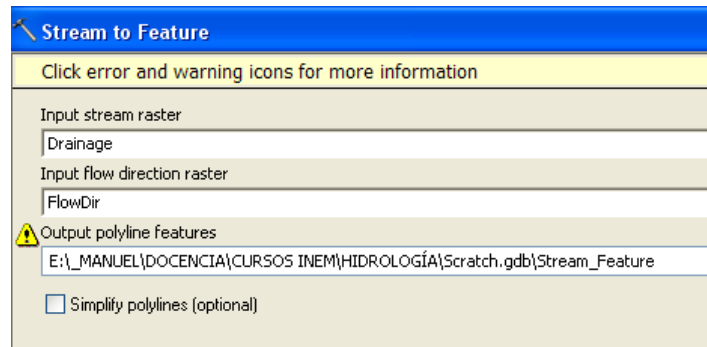 Stream to Feature
Click error and warning icons for more information
Input stream raster
Drainage
Input flow direction raster
FlowDir
Output polyline features
E:\_MANUEL\DOCENCIA\CURSOS INEM\HIDROLOGÍA\Scratch.gdb\Stream_Feature
Simplify polylines (optional)